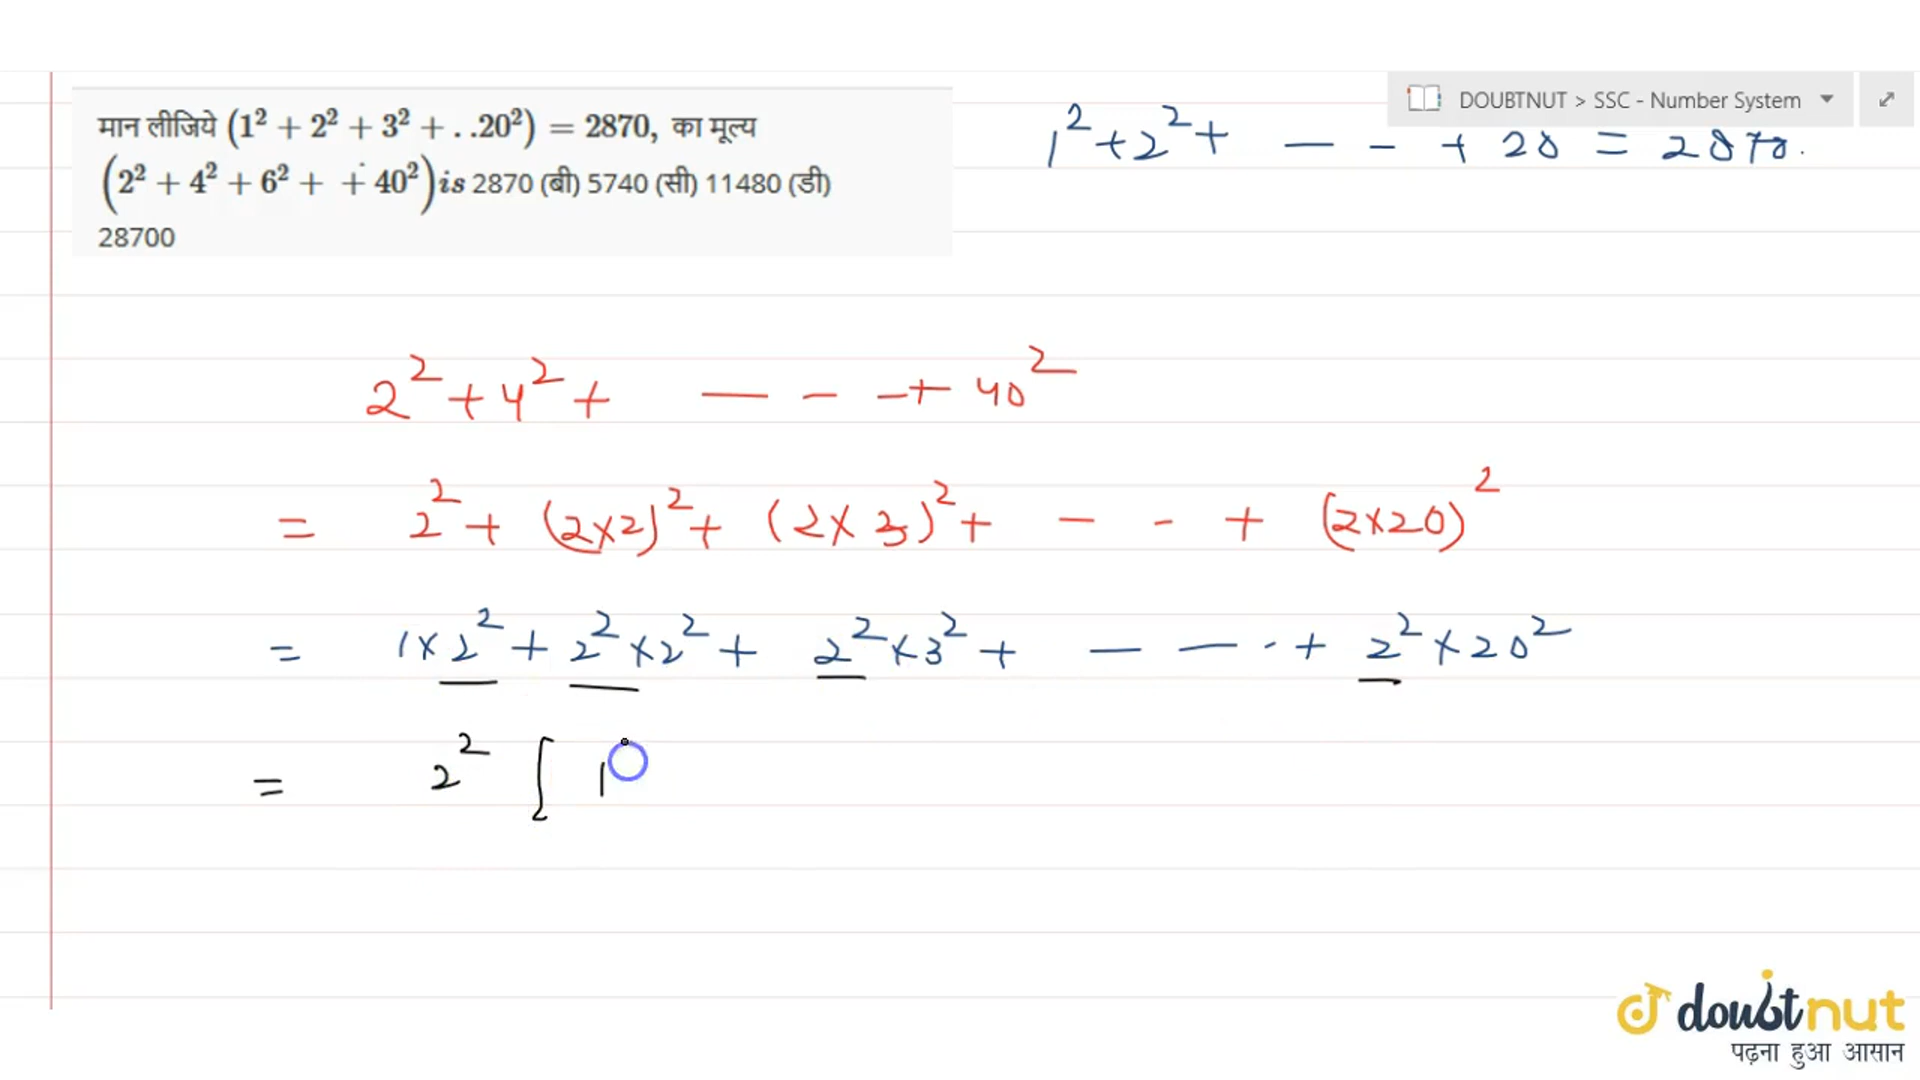 मान लीजिये (1² + 2² + 3² + . .20²) = 2870, का मूल्य
(2² + 4² + 6² + + 40²)is 2870 (बी) 5740 (सी) 11480 (डी)
28700
DOUBTNUT > SSC - Number System
1² + 2² + — - + 20 = 2870.
2² + 4² + — - -+ 40²
= 2² + (2×2)² + (2×3)² + - - + (2×20)²
= 1×2² + 2²×2² + 2²×3² + — — - + 2²×20²
= 2² [ 1
doubtnut
पढ़ना हुआ आसान